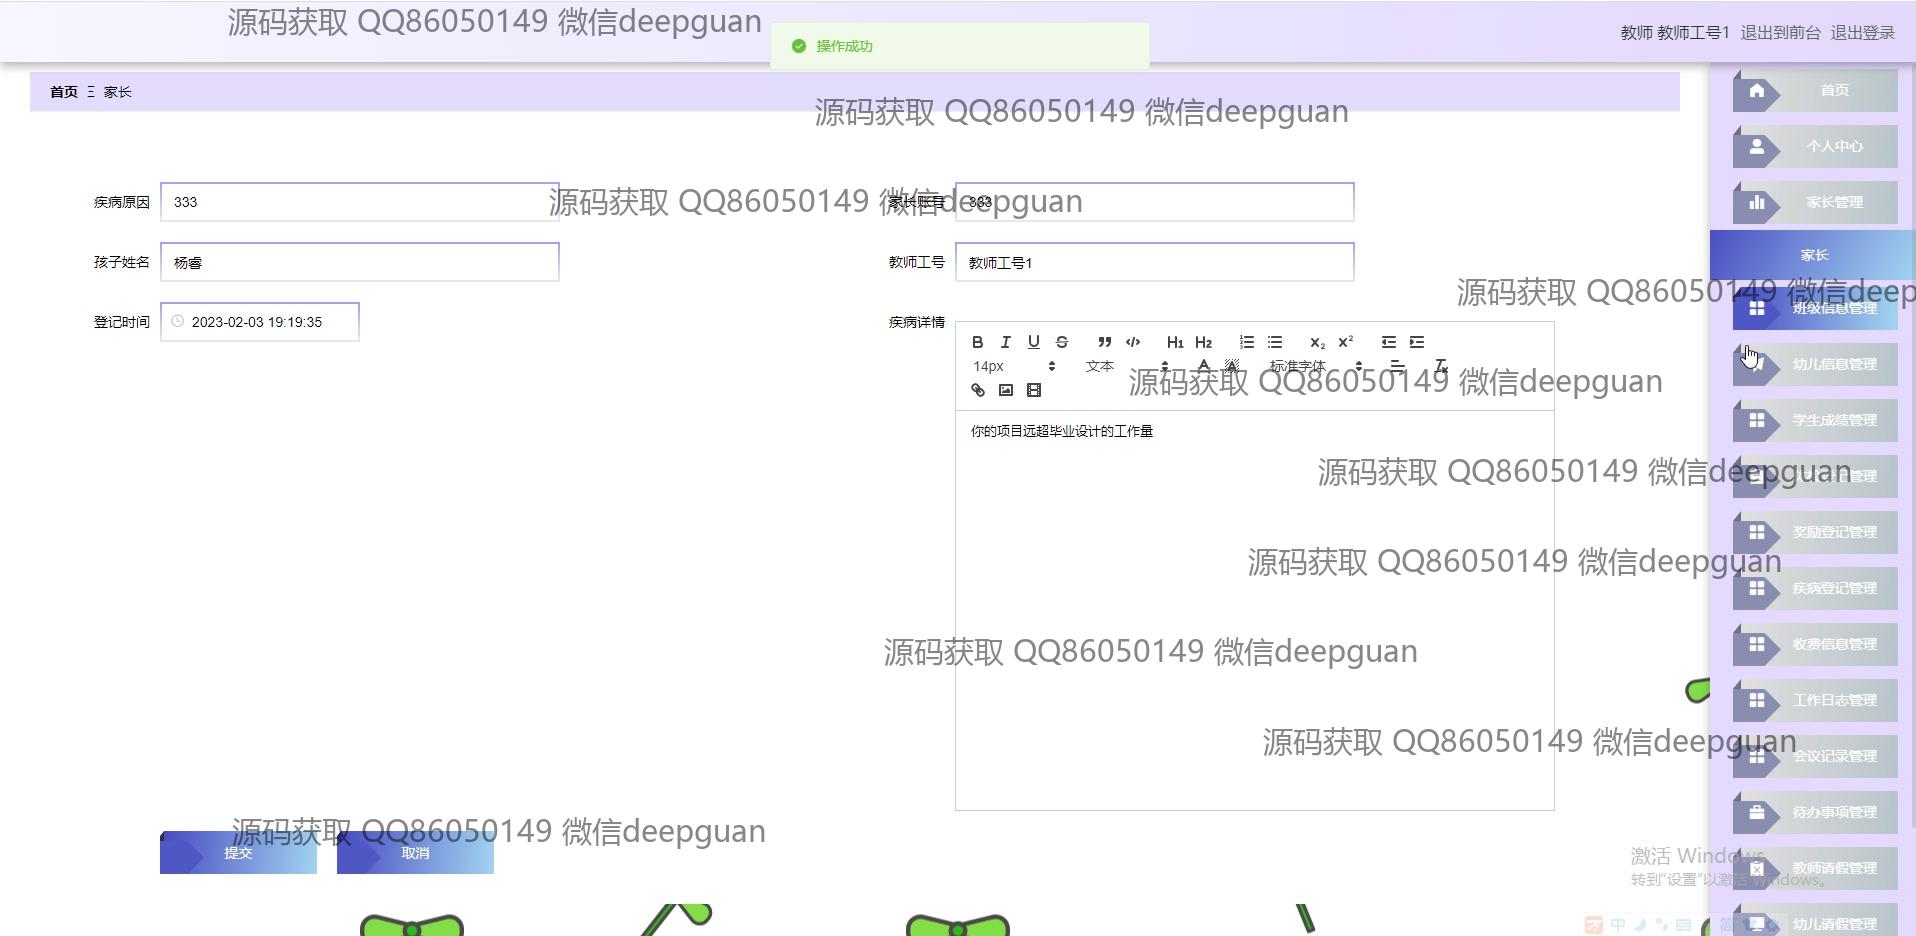 源码获取 QQ86050149 微信deepguan
操作成功
教师 教师工号1 退出到前台 退出登录
首页 Ξ 家长
源码获取 QQ86050149 微信deepguan
首页
个人中心
家长管理
家长
班级信息管理
幼儿信息管理
学生成绩管理
奖励登记管理
疾病登记管理
收费信息管理
工作日志管理
会议记录管理
待办事项管理
教师请假管理
幼儿请假管理
疾病原因 333
源码获取 QQ86050149 微信deepguan
家长账号 333
孩子姓名 杨睿
教师工号 教师工号1
源码获取 QQ86050149 微信deep
登记时间 2023-02-03 19:19:35
疾病详情
B I U S H1 H2 X2 X2
14px 文本 A A 标准字体
源码获取 QQ86050149 微信deepguan
你的项目远超毕业设计的工作量
源码获取 QQ86050149 微信deepguan
源码获取 QQ86050149 微信deepguan
源码获取 QQ86050149 微信deepguan
源码获取 QQ86050149 微信deepguan
源码获取 QQ86050149 微信deepguan
提交 取消
激活 Windows
转到"设置"以激活 Windows。
中
简